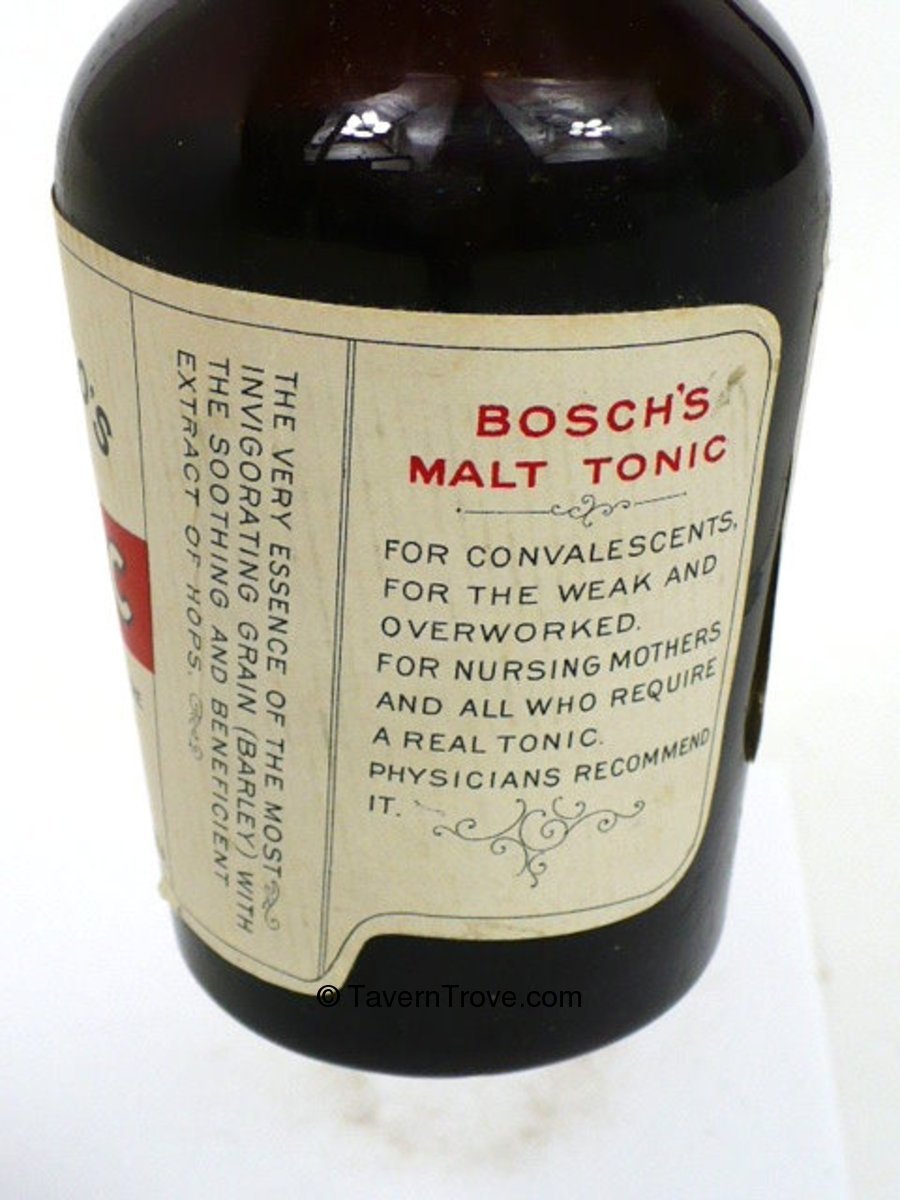 'S
C
THE VERY ESSENCE OF THE MOST
INVIGORATING GRAIN (BARLEY) WITH
THE SOOTHING AND BENEFICIENT
EXTRACT OF HOPS.
BOSCH'S
MALT TONIC
FOR CONVALESCENTS,
FOR THE WEAK AND
OVERWORKED.
FOR NURSING MOTHERS
AND ALL WHO REQUIRE
A REAL TONIC.
PHYSICIANS RECOMMEND
IT.
© TavernTrove.com